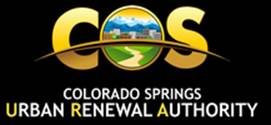 COS
COLORADO SPRINGS
URBAN RENEWAL AUTHORITY